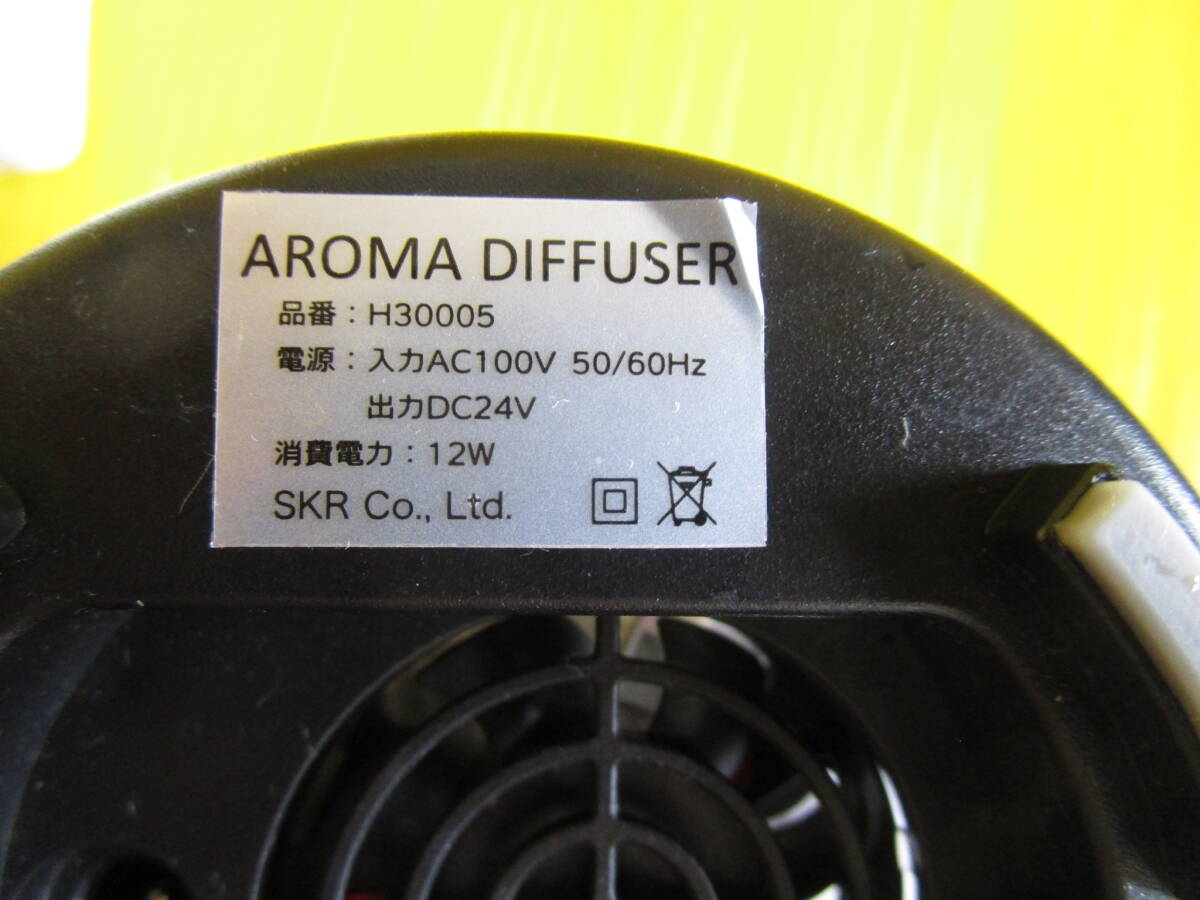 AROMA DIFFUSER
品番：H30005
電源：入力AC100V 50/60Hz
出力DC24V
消費電力：12W
SKR Co., Ltd.